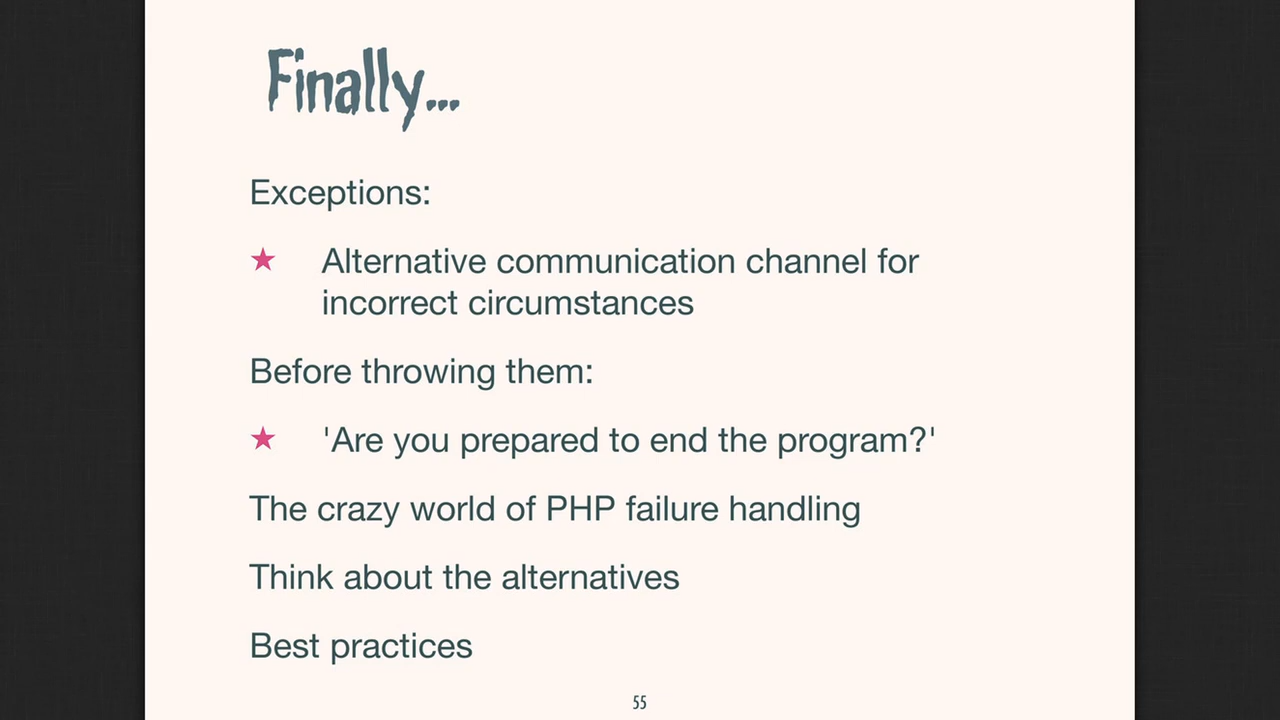 Finally...
Exceptions:
★ Alternative communication channel for
incorrect circumstances
Before throwing them:
★ 'Are you prepared to end the program?'
The crazy world of PHP failure handling
Think about the alternatives
Best practices
55